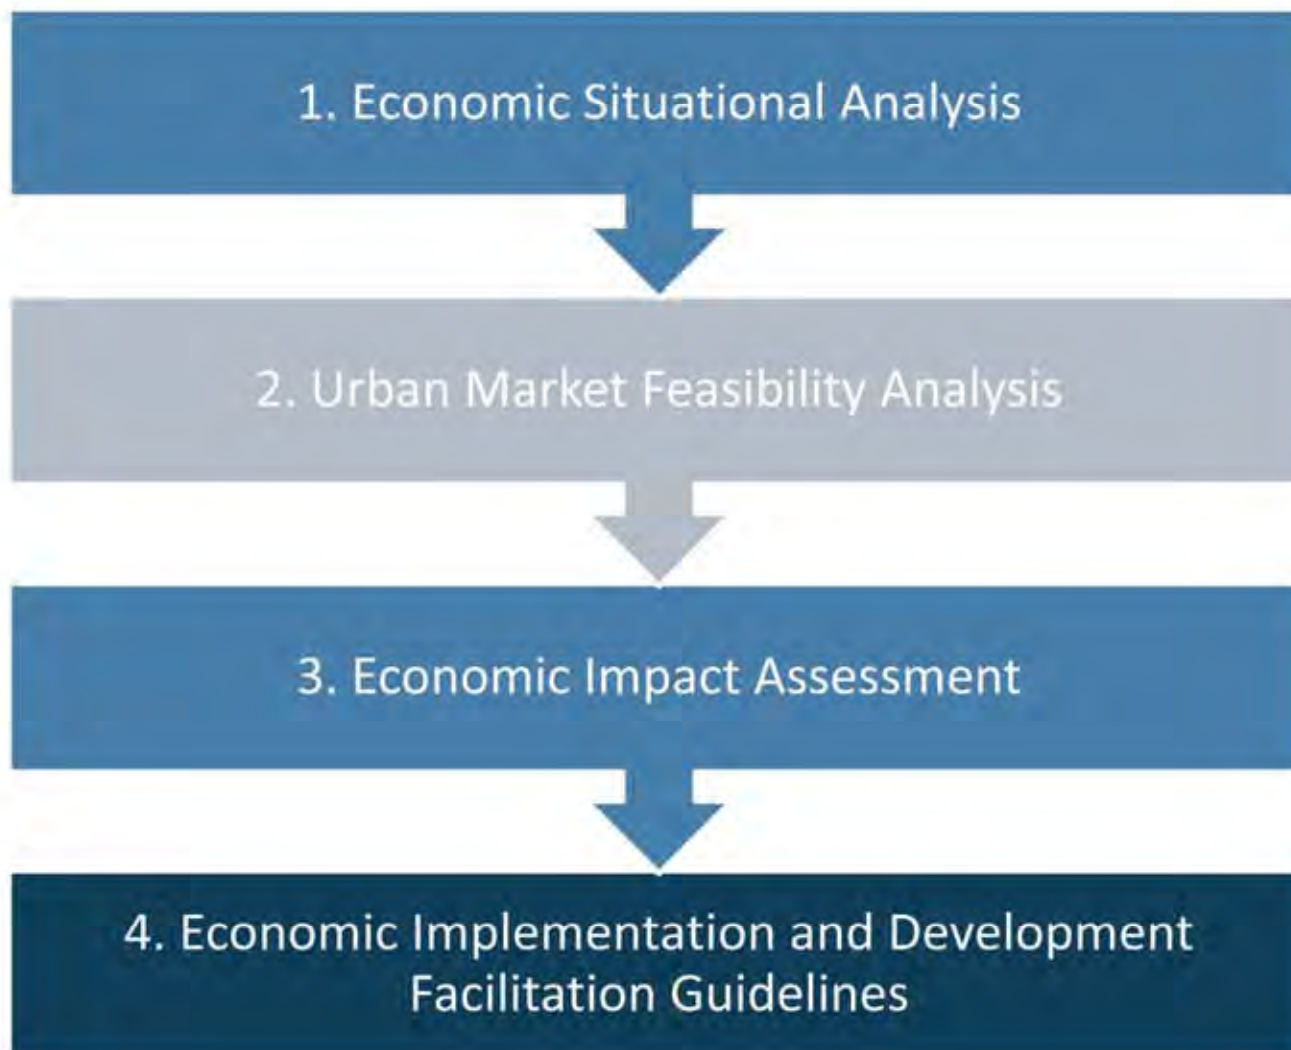 1. Economic Situational Analysis
2. Urban Market Feasibility Analysis
3. Economic Impact Assessment
4. Economic Implementation and Development
Facilitation Guidelines